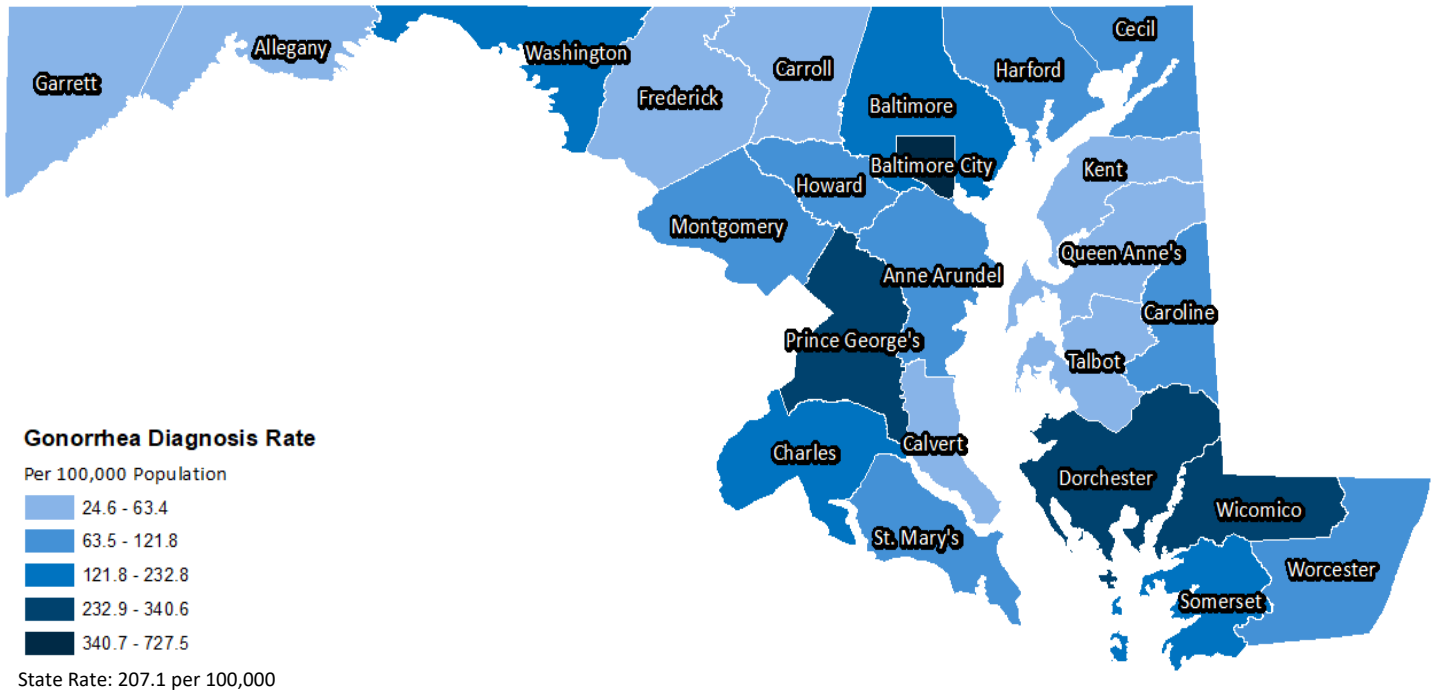 Cecil
Allegany
Washington
Carroll
Harford
Garrett
Frederick
Baltimore
Baltimore City
Kent
Howard
Montgomery
Queen Anne's
Anne Arundel
Caroline
Prince George's
Talbot
Gonorrhea Diagnosis Rate
Per 100,000 Population
24.6 - 63.4
63.5 - 121.8
121.8 - 232.8
232.9 - 340.6
340.7 - 727.5
State Rate: 207.1 per 100,000
Charles
Calvert
Dorchester
Wicomico
St. Mary's
Worcester
Somerset